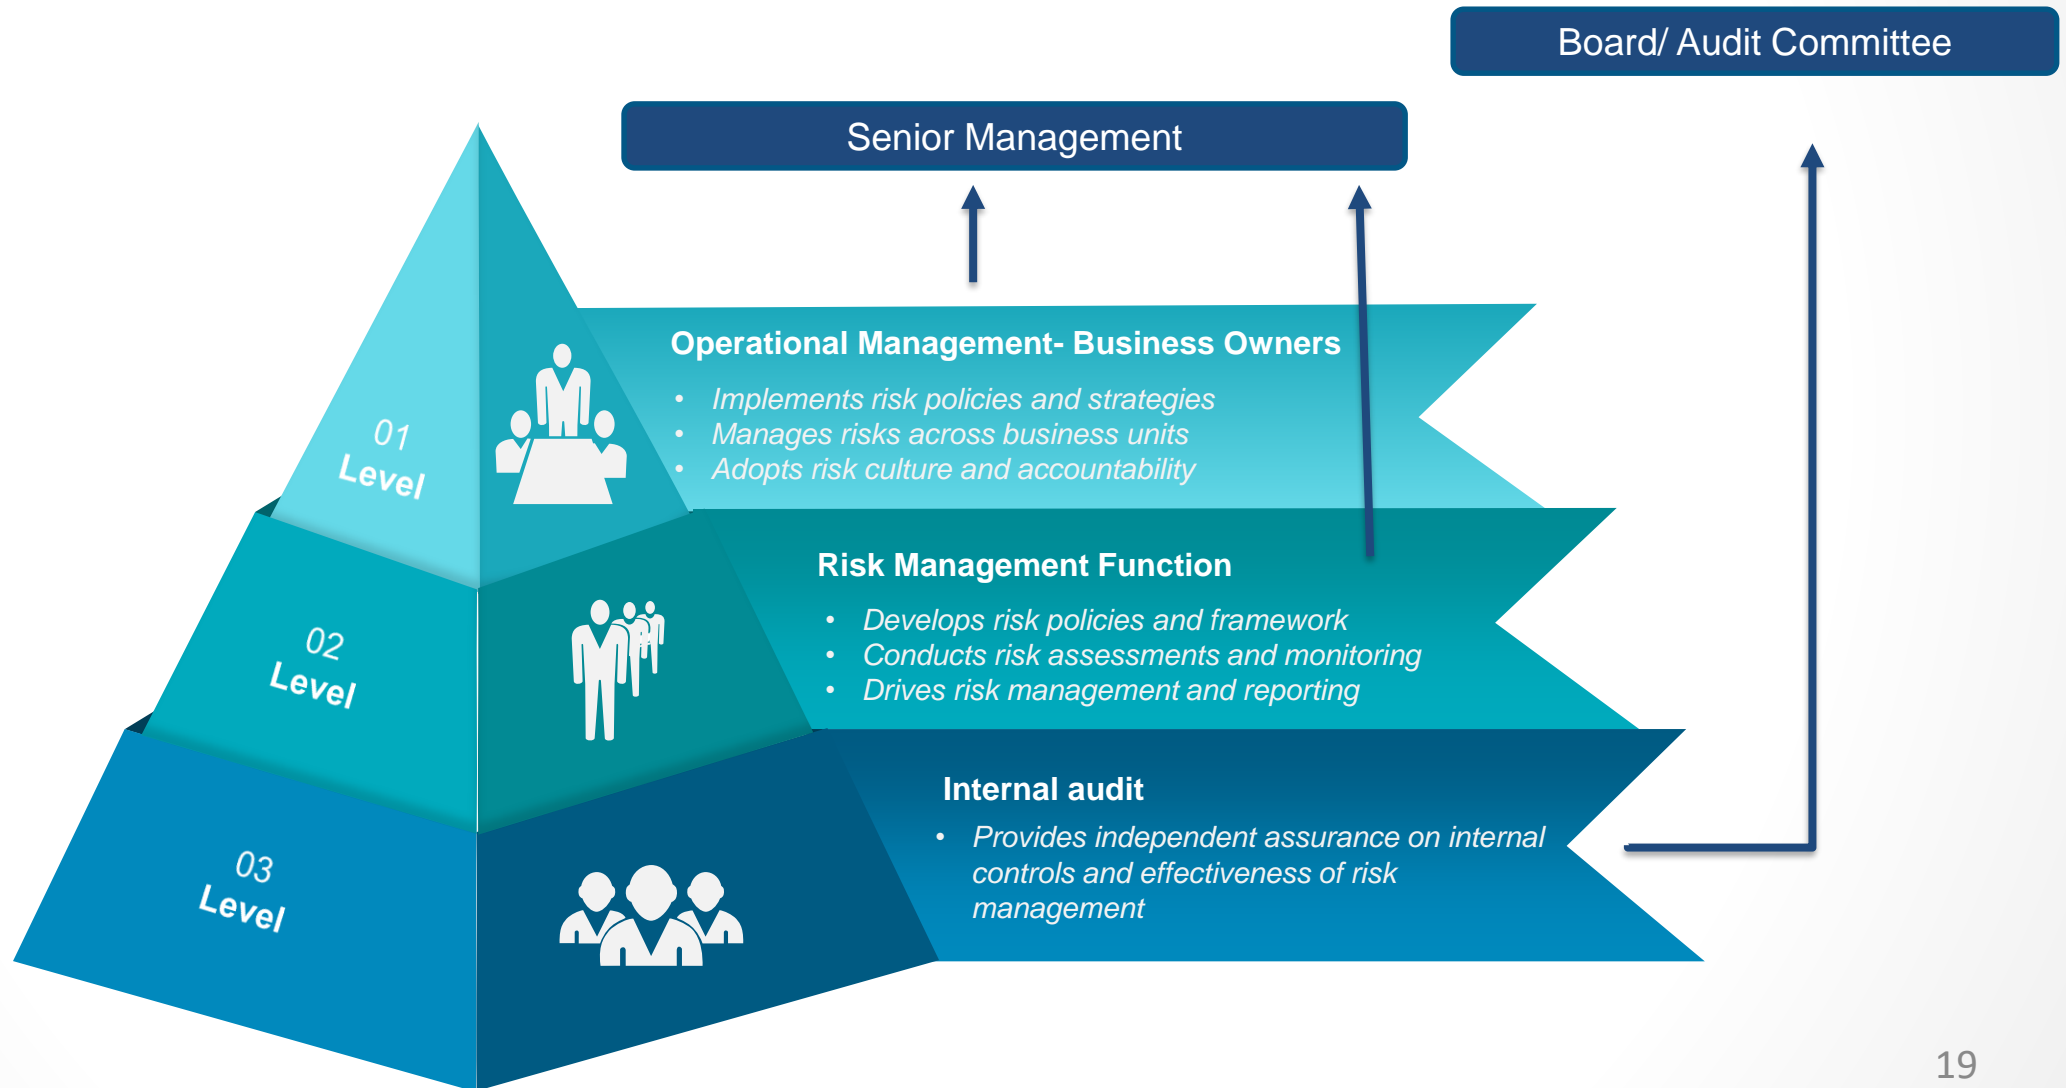 Board/ Audit Committee
Senior Management
01
Level
Operational Management- Business Owners
• Implements risk policies and strategies
• Manages risks across business units
• Adopts risk culture and accountability
02
Level
Risk Management Function
• Develops risk policies and framework
• Conducts risk assessments and monitoring
• Drives risk management and reporting
03
Level
Internal audit
• Provides independent assurance on internal
controls and effectiveness of risk
management
19